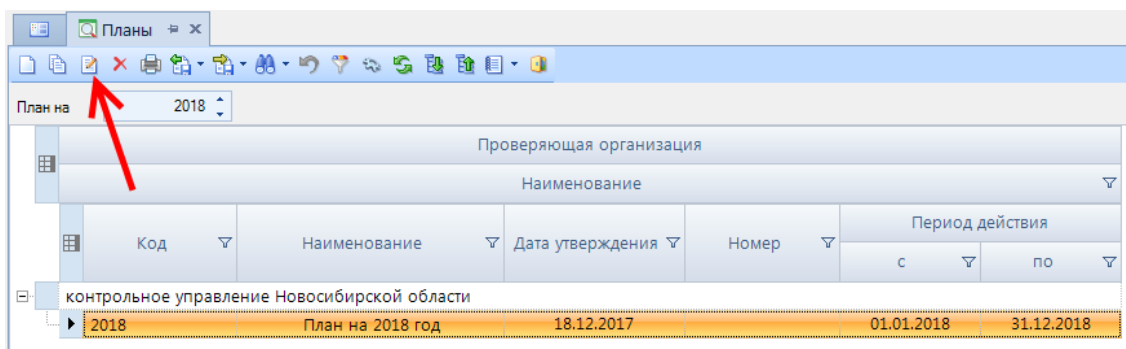 Планы
План на 2018
Проверяющая организация
Наименование
Код Наименование Дата утверждения Номер Период действия
с по
контрольное управление Новосибирской области
2018 План на 2018 год 18.12.2017 01.01.2018 31.12.2018